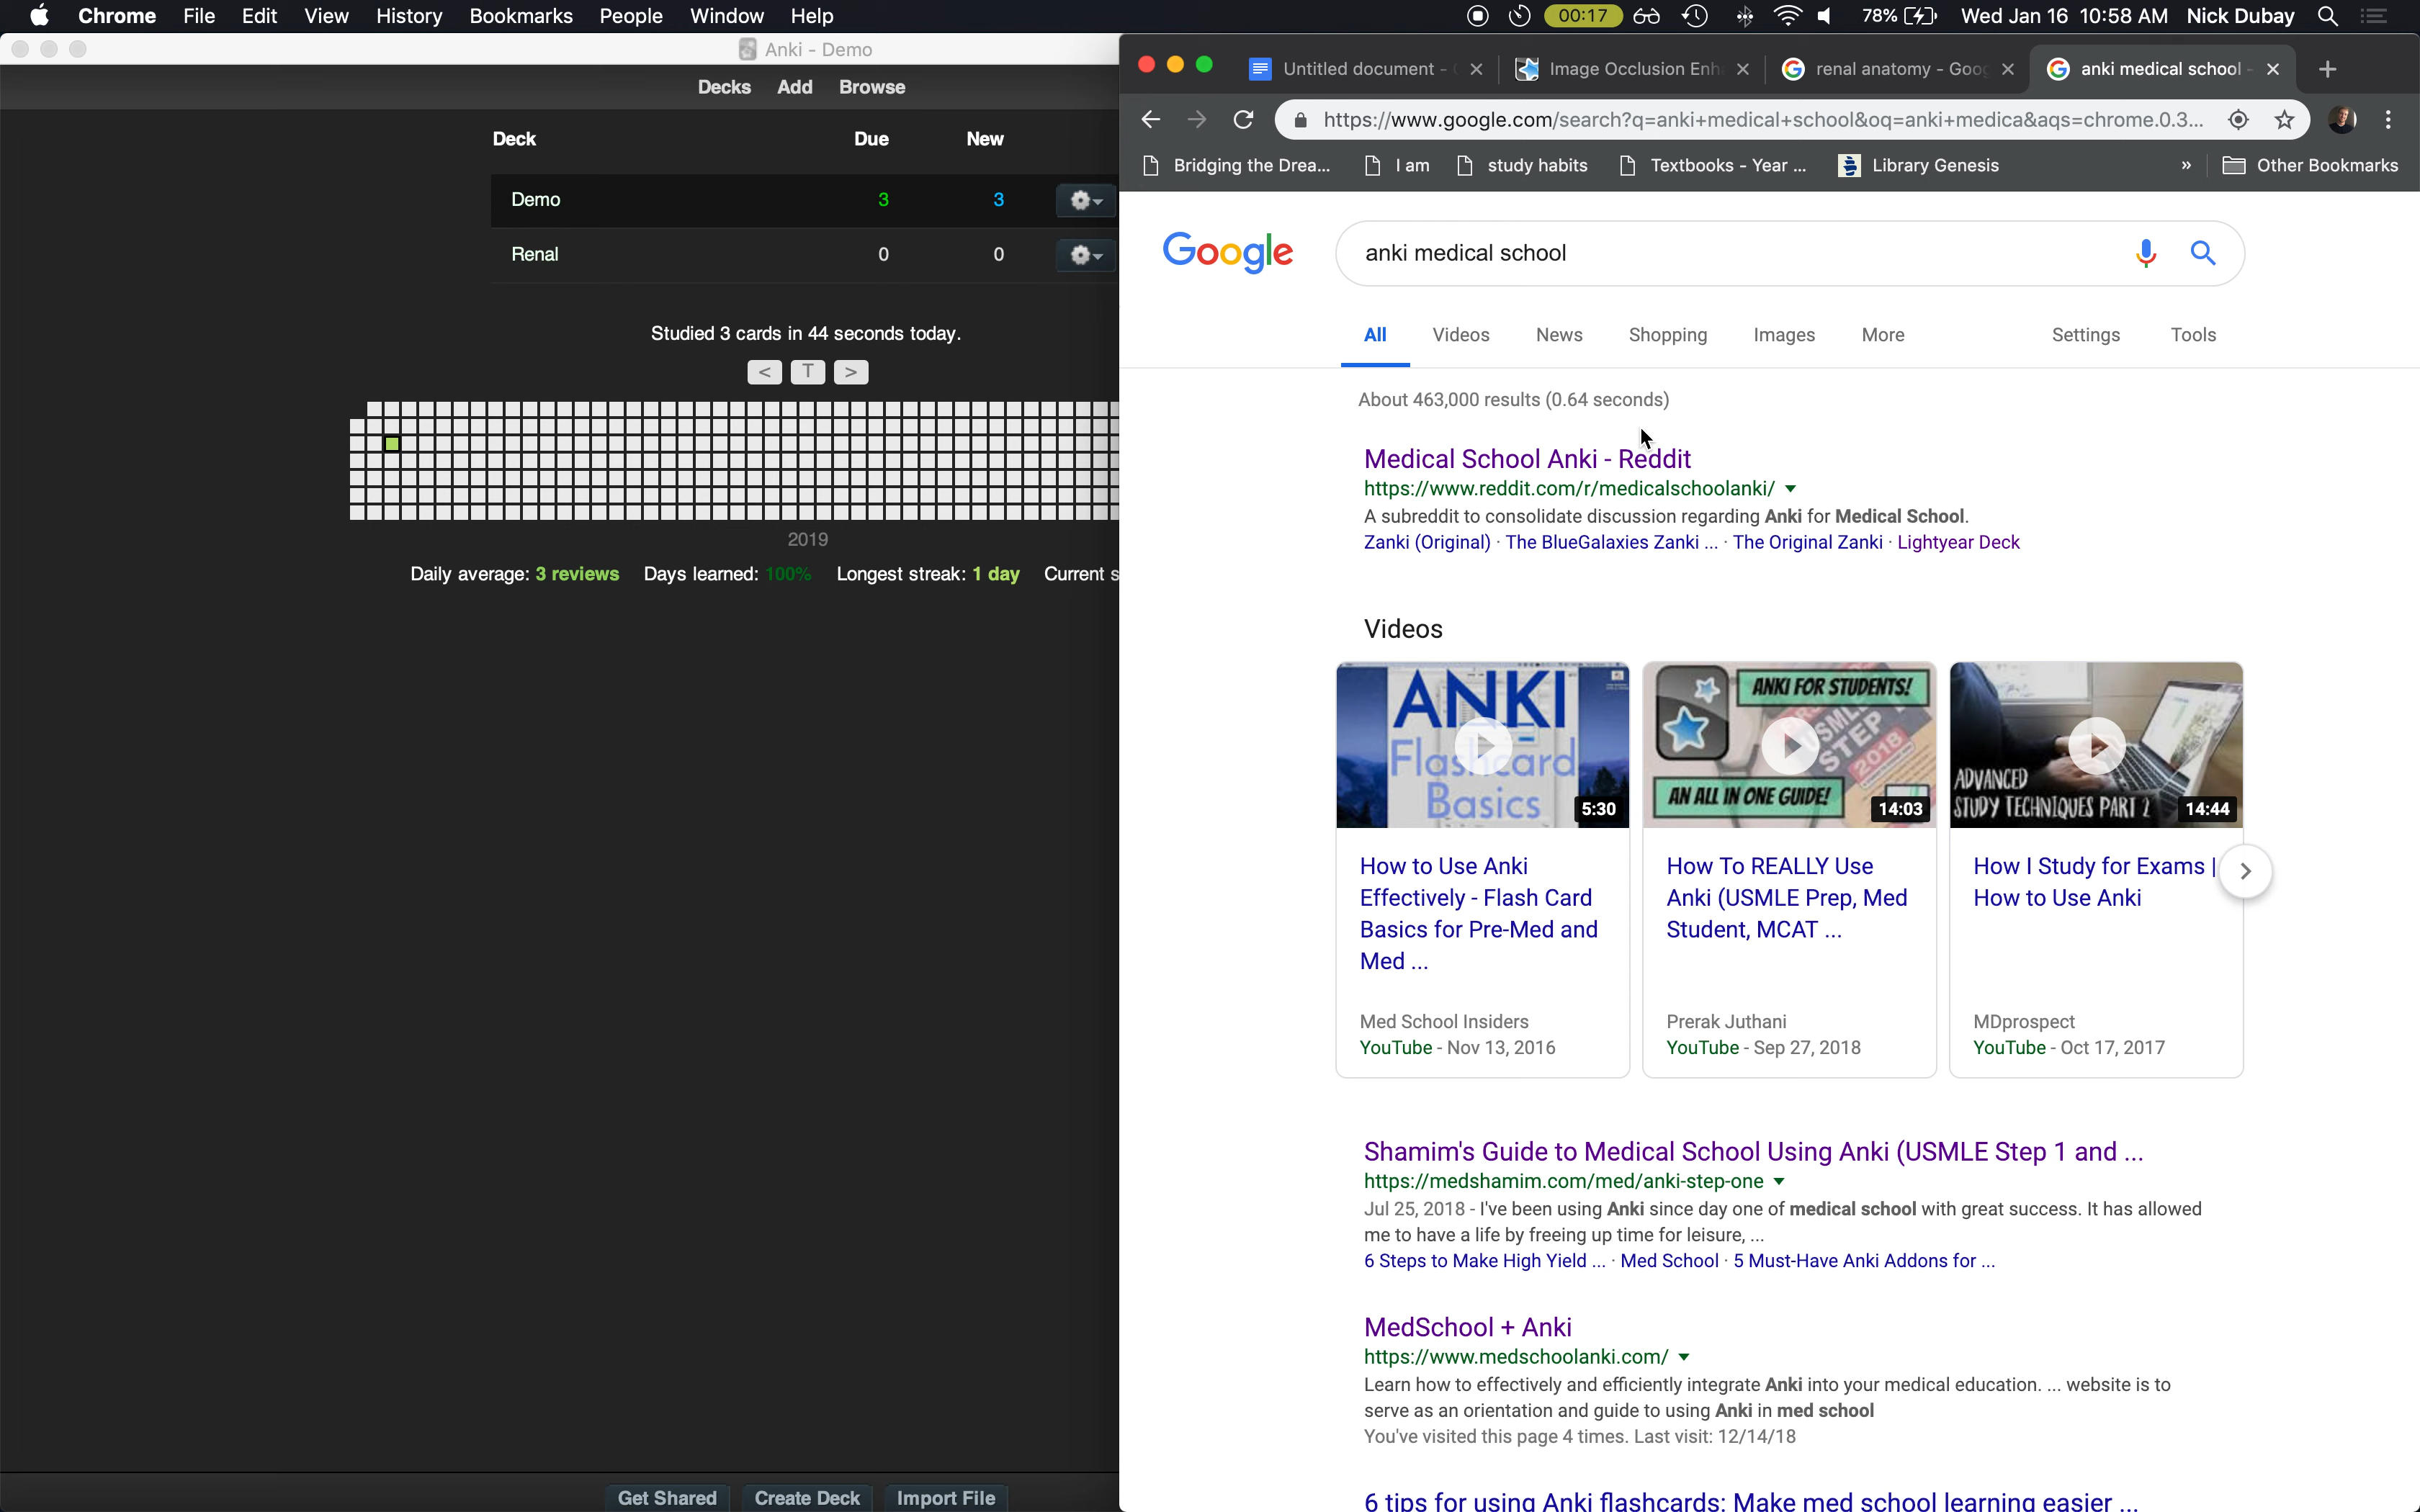 Chrome File Edit View History Bookmarks People Window Help 00:17 78% Wed Jan 16 10:58 AM Nick Dubay
Anki - Demo
Decks Add Browse
Deck Due New
Demo 3 3
Renal 0 0
Studied 3 cards in 44 seconds today.
< T >
2019
Daily average: 3 reviews Days learned: 100% Longest streak: 1 day Current s
Get Shared Create Deck Import File
Untitled document - Image Occlusion Enh renal anatomy - Goog anki medical school -
https://www.google.com/search?q=anki+medical+school&oq=anki+medica&aqs=chrome.0.3...
Bridging the Drea... I am study habits Textbooks - Year ... Library Genesis » Other Bookmarks
Google anki medical school
All Videos News Shopping Images More Settings Tools
About 463,000 results (0.64 seconds)
Medical School Anki - Reddit
https://www.reddit.com/r/medicalschoolanki/
A subreddit to consolidate discussion regarding Anki for Medical School.
Zanki (Original) · The BlueGalaxies Zanki ... · The Original Zanki · Lightyear Deck
Videos
ANKI
Flashcard
Basics
5:30
ANKI FOR STUDENTS!
USMLE
STEP
2018
AN ALL IN ONE GUIDE!
14:03
ADVANCED
STUDY TECHNIQUES PART 2
14:44
How to Use Anki
Effectively - Flash Card
Basics for Pre-Med and
Med ...
Med School Insiders
YouTube - Nov 13, 2016
How To REALLY Use
Anki (USMLE Prep, Med
Student, MCAT ...
Prerak Juthani
YouTube - Sep 27, 2018
How I Study for Exams |
How to Use Anki
MDprospect
YouTube - Oct 17, 2017
Shamim's Guide to Medical School Using Anki (USMLE Step 1 and ...
https://medshamim.com/med/anki-step-one
Jul 25, 2018 - I've been using Anki since day one of medical school with great success. It has allowed
me to have a life by freeing up time for leisure, ...
6 Steps to Make High Yield ... · Med School · 5 Must-Have Anki Addons for ...
MedSchool + Anki
https://www.medschoolanki.com/
Learn how to effectively and efficiently integrate Anki into your medical education. ... website is to
serve as an orientation and guide to using Anki in med school
You've visited this page 4 times. Last visit: 12/14/18
6 tips for using Anki flashcards: Make med school learning easier ...